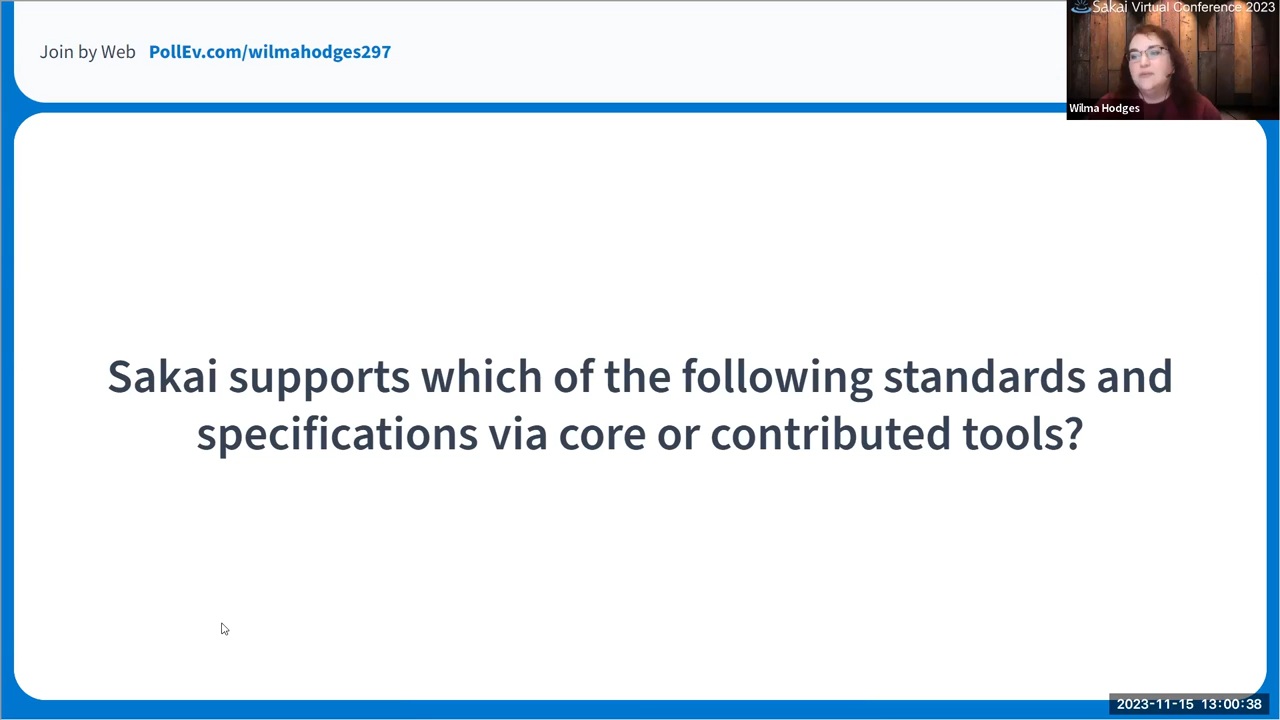 Join by Web PollEv.com/wilmahodges297
Sakai Virtual Conference 2023
Wilma Hodges
Sakai supports which of the following standards and
specifications via core or contributed tools?
2023-11-15 13:00:38